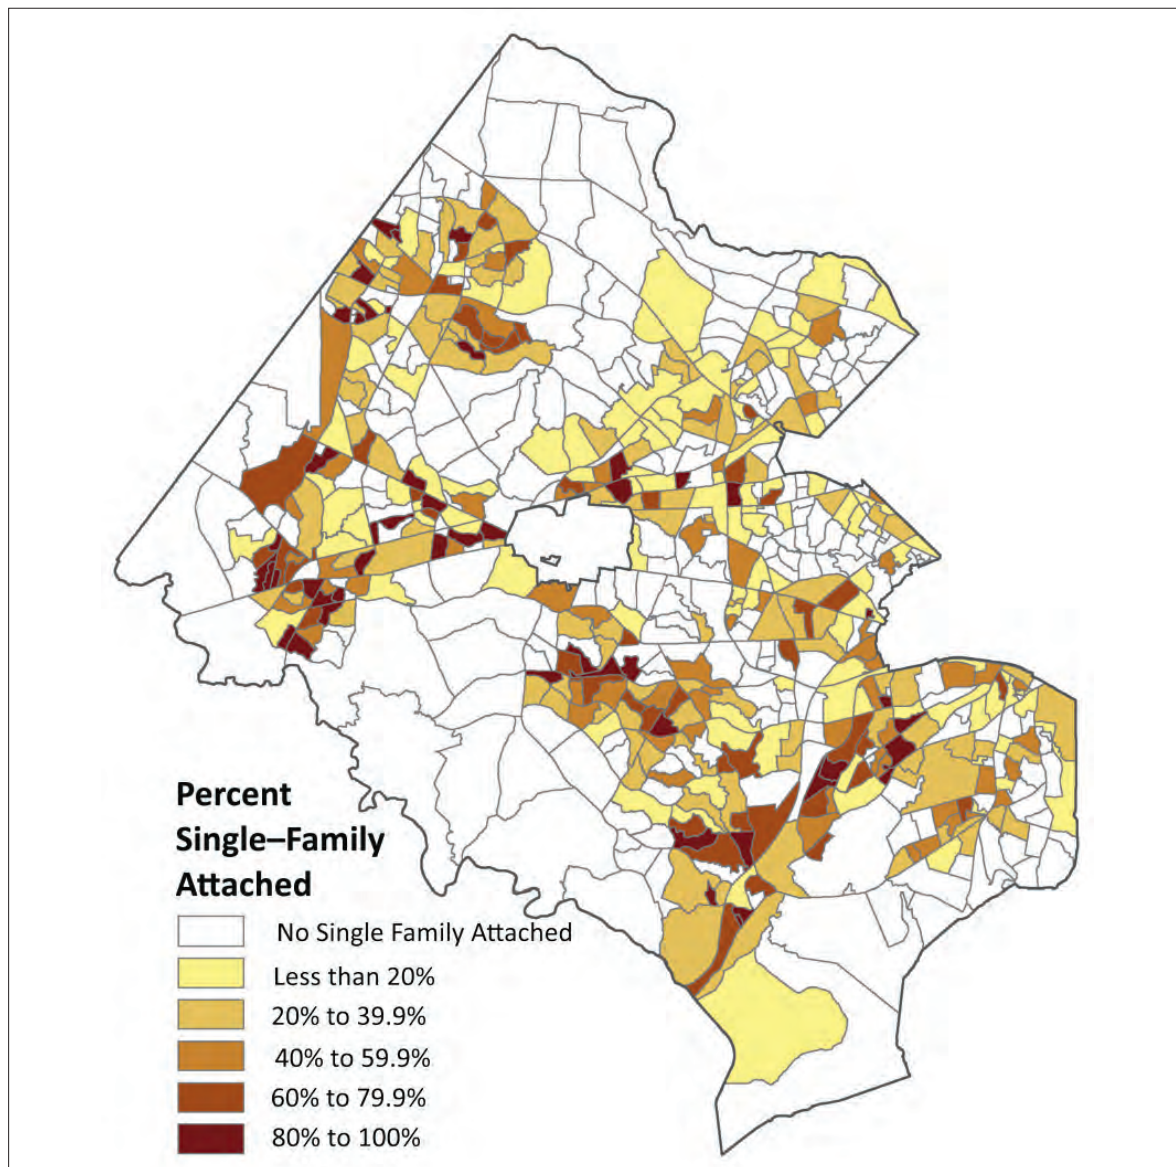 Percent
Single–Family
Attached
No Single Family Attached
Less than 20%
20% to 39.9%
40% to 59.9%
60% to 79.9%
80% to 100%